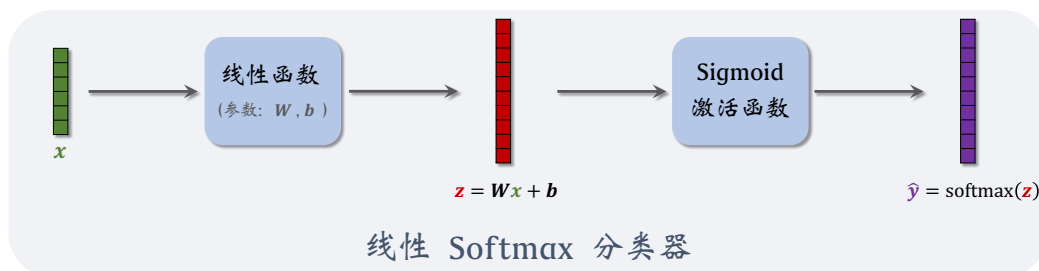 线性函数
(参数: W , b )
Sigmoid
激活函数
x
z = Wx + b
ŷ = softmax(z)
线性 Softmax 分类器